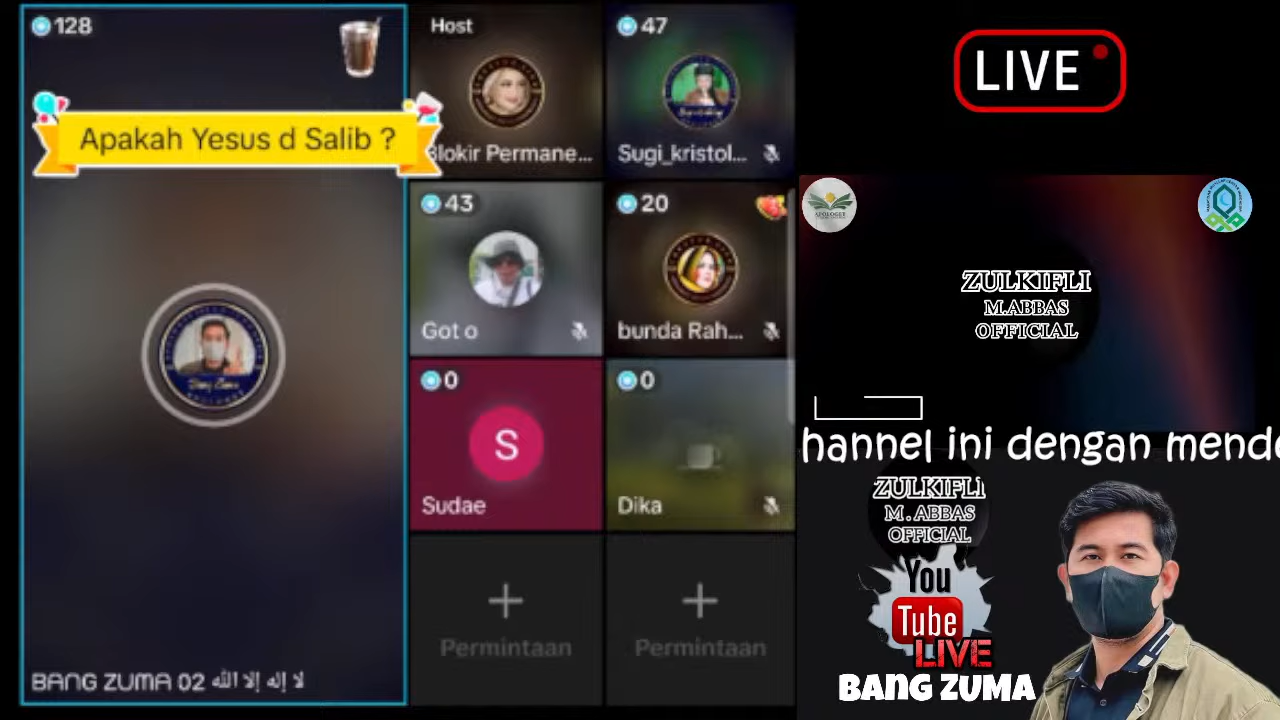 128
Apakah Yesus d Salib ?
BANG ZUMA 02 لا إله إلا الله
Host
Blokir Permane...
47
Sugi_kristol...
43
Got o
20
bunda Rah...
0
S
Sudae
0
Dika
Permintaan
Permintaan
LIVE
APOLOGET
ZULKIFLI
M.ABBAS
OFFICIAL
hannel ini dengan mende
ZULKIFLI
M.ABBAS
OFFICIAL
You
Tube
LIVE
BANG ZUMA